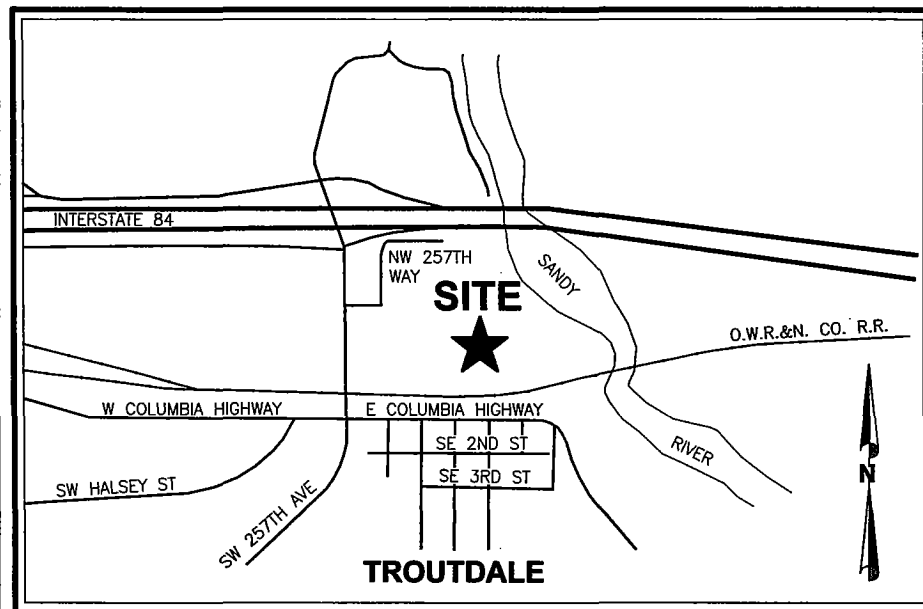 INTERSTATE 84
NW 257TH
WAY
SITE
SANDY
O.W.R.&N. CO. R.R.
W COLUMBIA HIGHWAY
E COLUMBIA HIGHWAY
SE 2ND ST
SE 3RD ST
RIVER
SW HALSEY ST
SW 257TH AVE
N
TROUTDALE